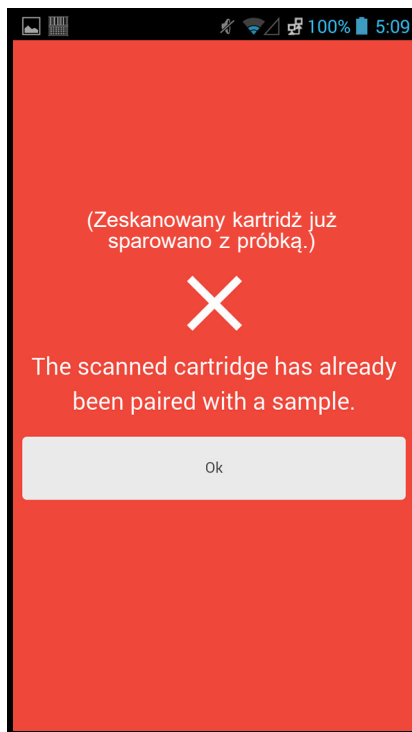 100% 5:09
(Zeskanowany kartridż już
sparowano z próbką.)
The scanned cartridge has already
been paired with a sample.
Ok